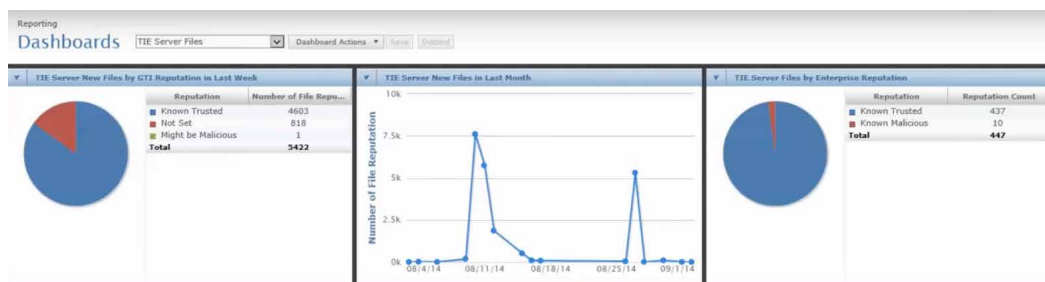 Reporting
Dashboards
TIE Server Files
Dashboard Actions
Save
Discard
TIE Server New Files by GTI Reputation in Last Week
Reputation Number of File Repu...
Known Trusted 4603
Not Set 818
Might be Malicious 1
Total 5422
TIE Server New Files in Last Month
Number of File Reputation
10k
7.5k
5k
2.5k
0k
08/4/14 08/11/14 08/18/14 08/25/14 09/1/14
TIE Server Files by Enterprise Reputation
Reputation Reputation Count
Known Trusted 437
Known Malicious 10
Total 447